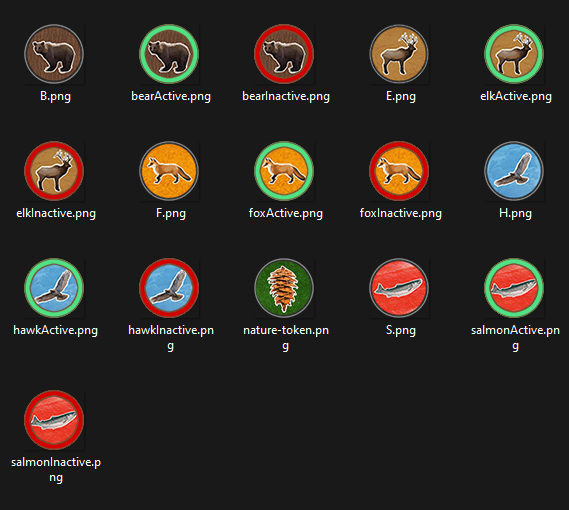 B.png
bearActive.png
bearInactive.png
E.png
elkActive.png
elkInactive.png
F.png
foxActive.png
foxInactive.png
H.png
hawkActive.png
hawkInactive.pn
g
nature-token.pn
g
S.png
salmonActive.pn
g
salmonInactive.p
ng